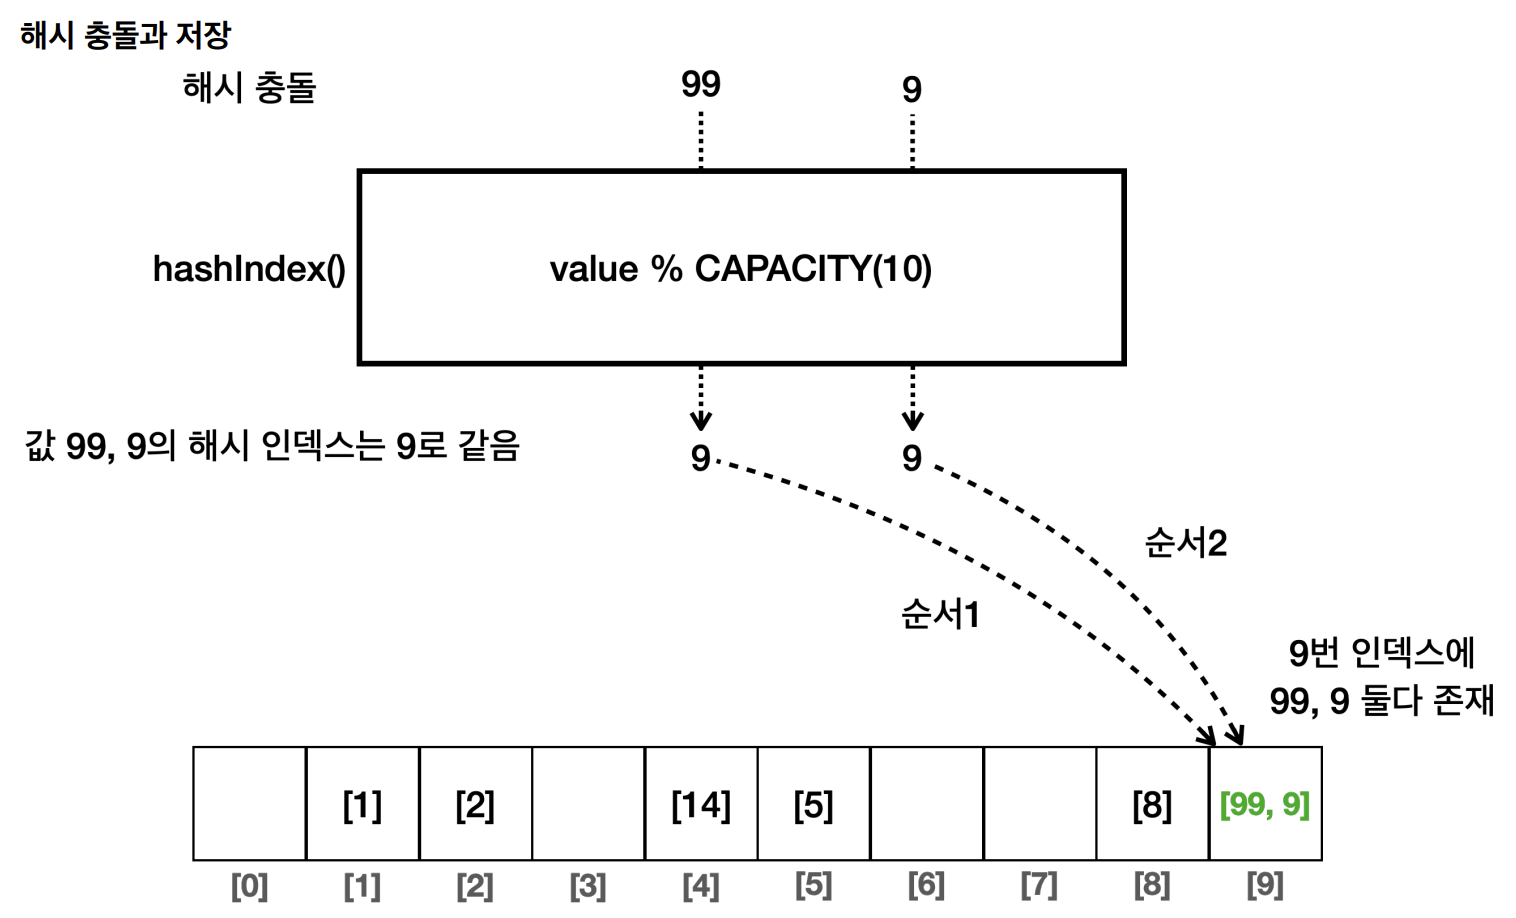 해시 충돌과 저장
해시 충돌
99
9
hashIndex()
value % CAPACITY(10)
값 99, 9의 해시 인덱스는 9로 같음
9
9
순서2
순서1
9번 인덱스에
99, 9 둘다 존재
[1] [2] [14] [5] [8] [99, 9]
[0] [1] [2] [3] [4] [5] [6] [7] [8] [9]